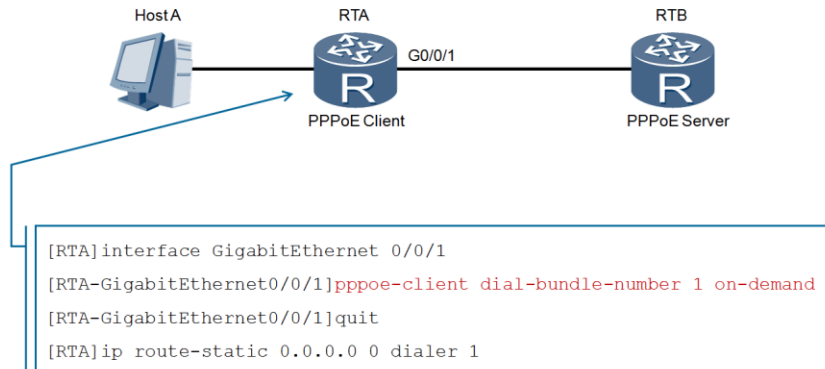 Host A
RTA
RTB
G0/0/1
R
R
PPPoE Client
PPPoE Server
[RTA]interface GigabitEthernet 0/0/1
[RTA-GigabitEthernet0/0/1]pppoe-client dial-bundle-number 1 on-demand
[RTA-GigabitEthernet0/0/1]quit
[RTA]ip route-static 0.0.0.0 0 dialer 1